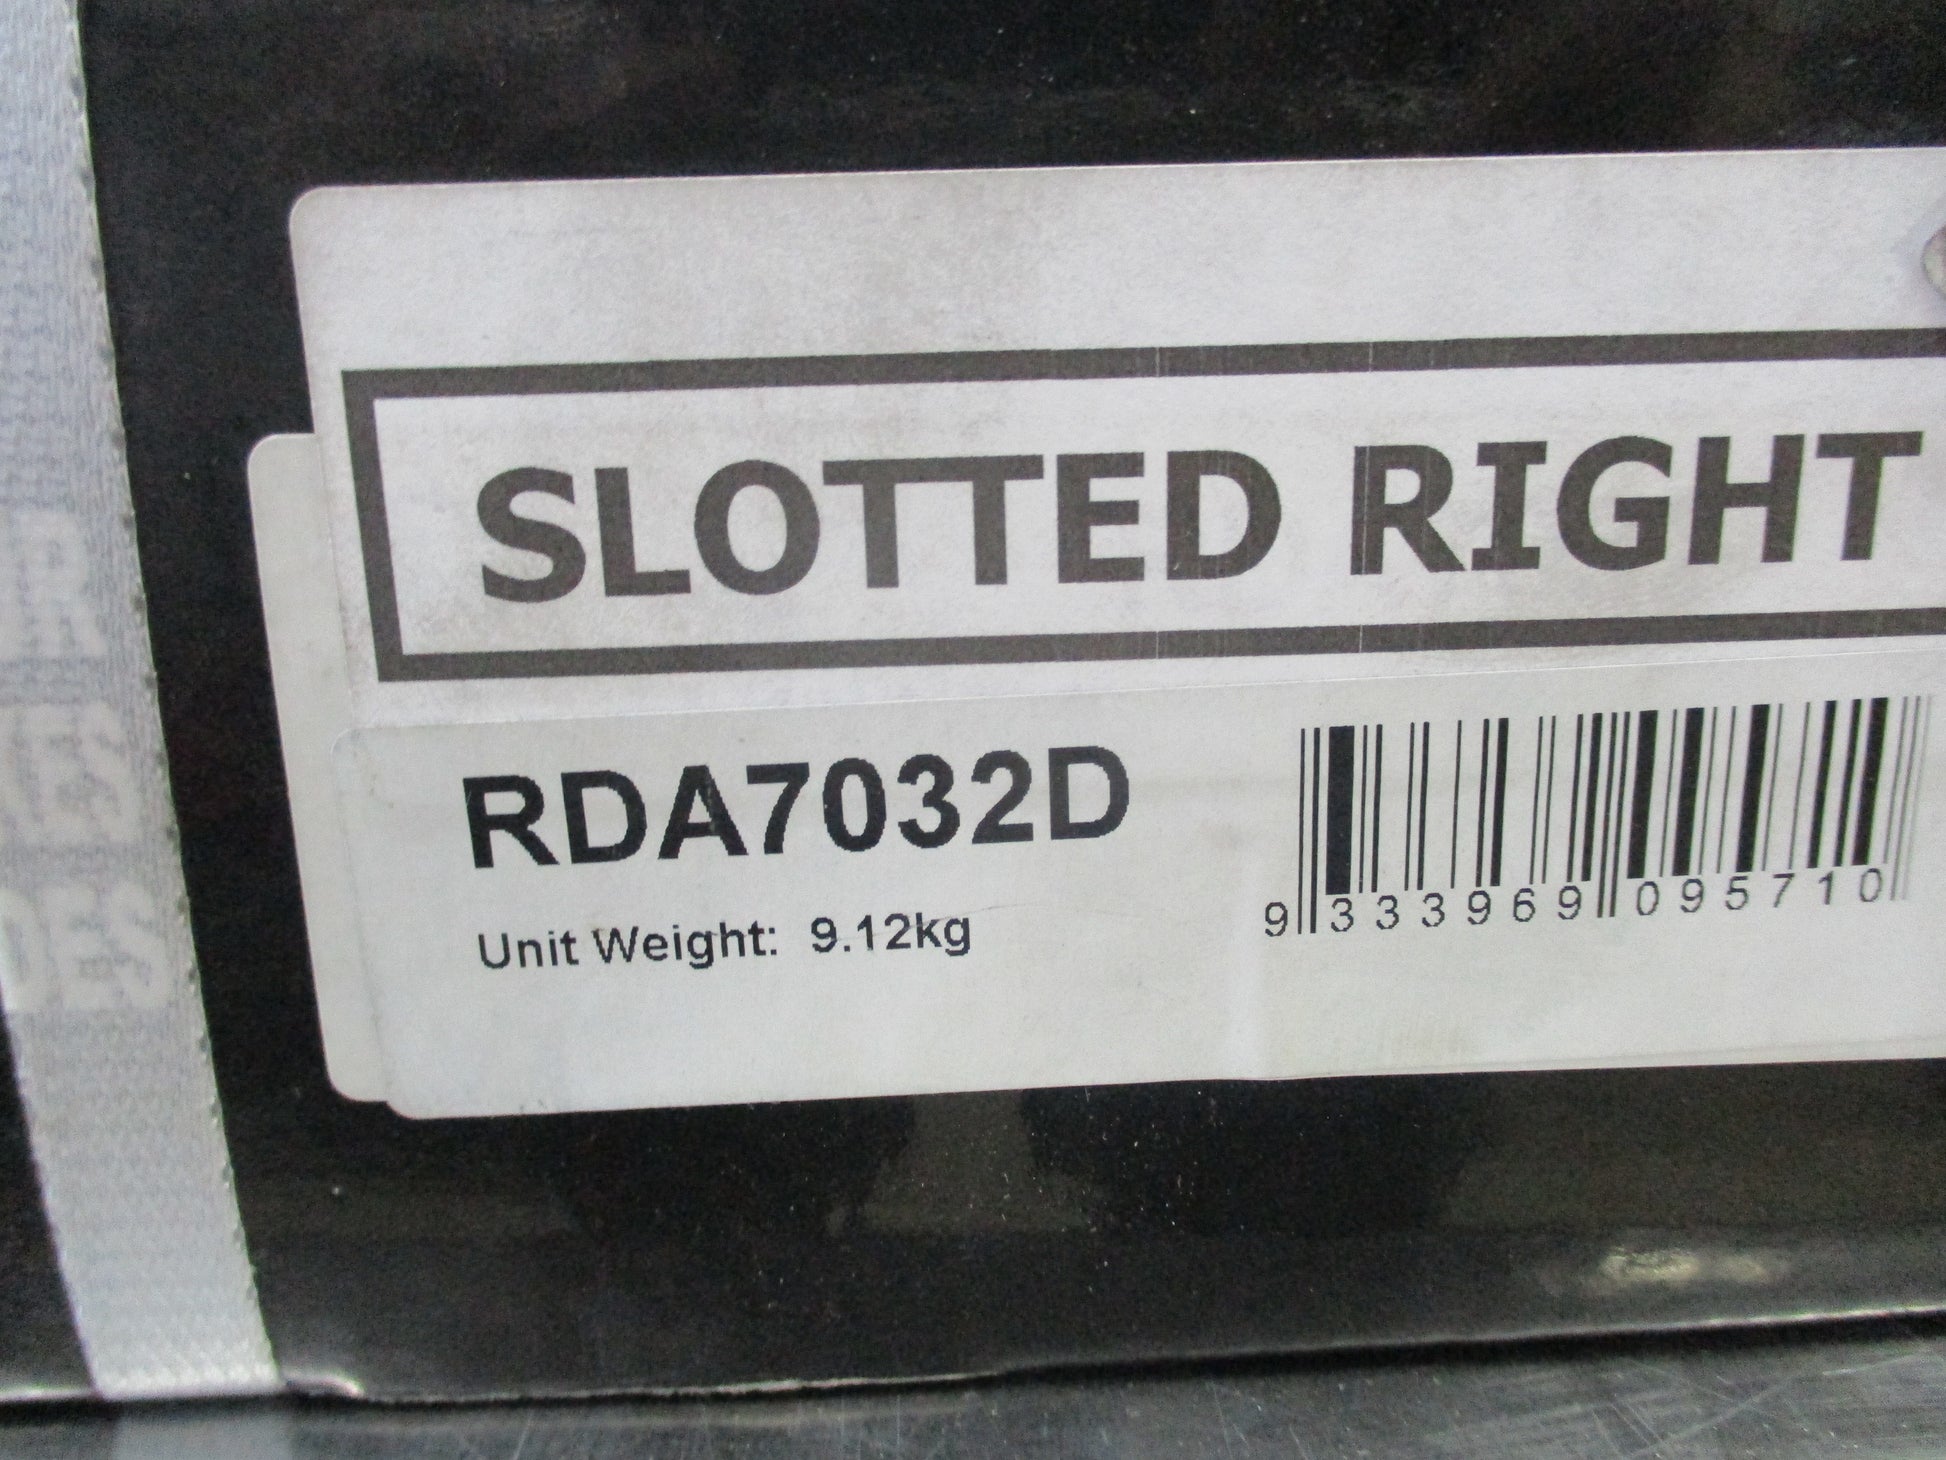 SLOTTED RIGHT
RDA7032D
Unit Weight: 9.12kg
9 333969 095710